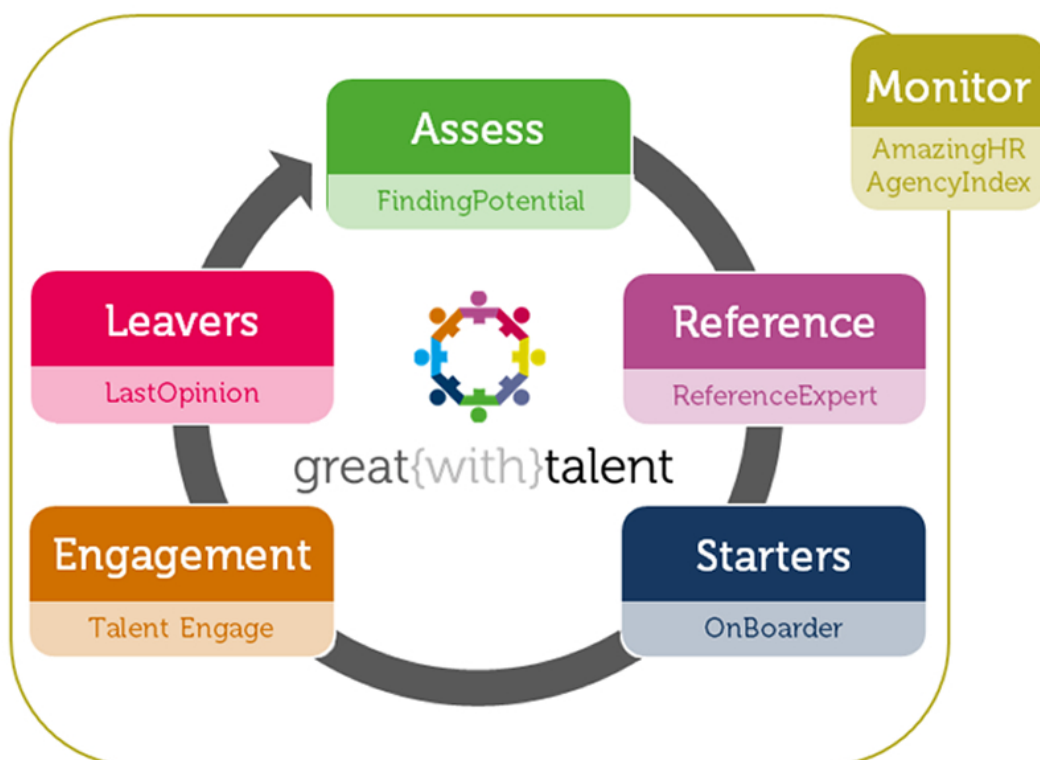 Assess
FindingPotential
Monitor
AmazingHR
AgencyIndex
Leavers
LastOpinion
Reference
ReferenceExpert
great{with}talent
Engagement
Talent Engage
Starters
OnBoarder